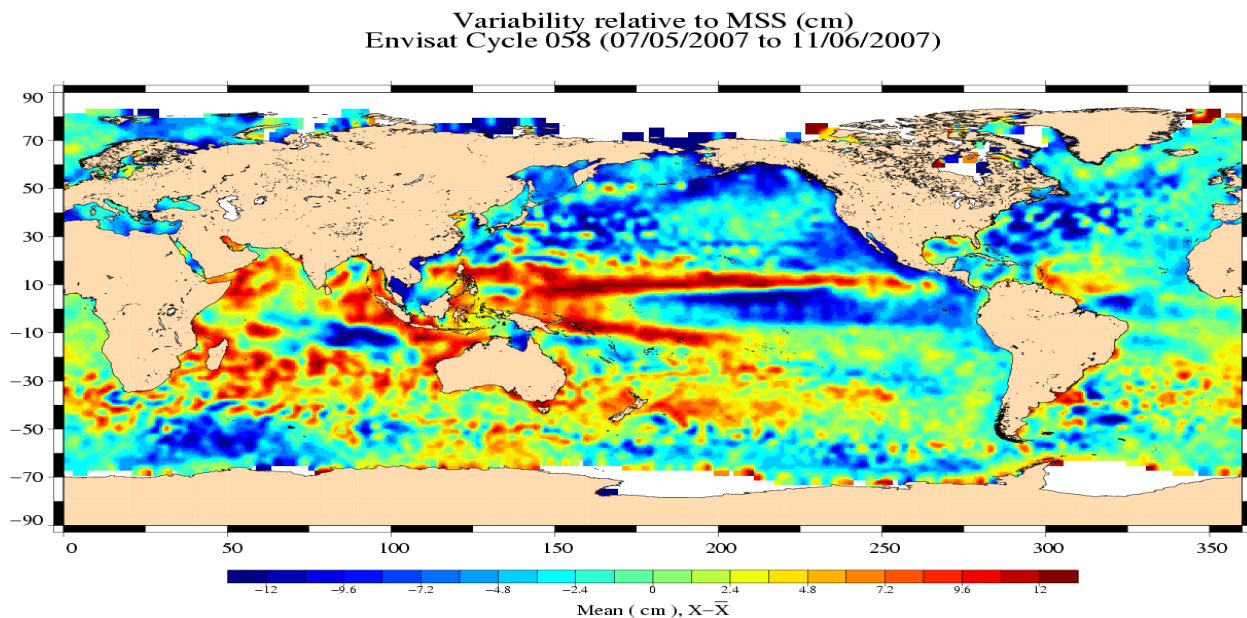 Variability relative to MSS (cm)
Envisat Cycle 058 (07/05/2007 to 11/06/2007)
90
70
50
30
10
−10
−30
−50
−70
−90
0 50 100 150 200 250 300 350
−12 −9.6 −7.2 −4.8 −2.4 0 2.4 4.8 7.2 9.6 12
Mean ( cm ), X−X̅